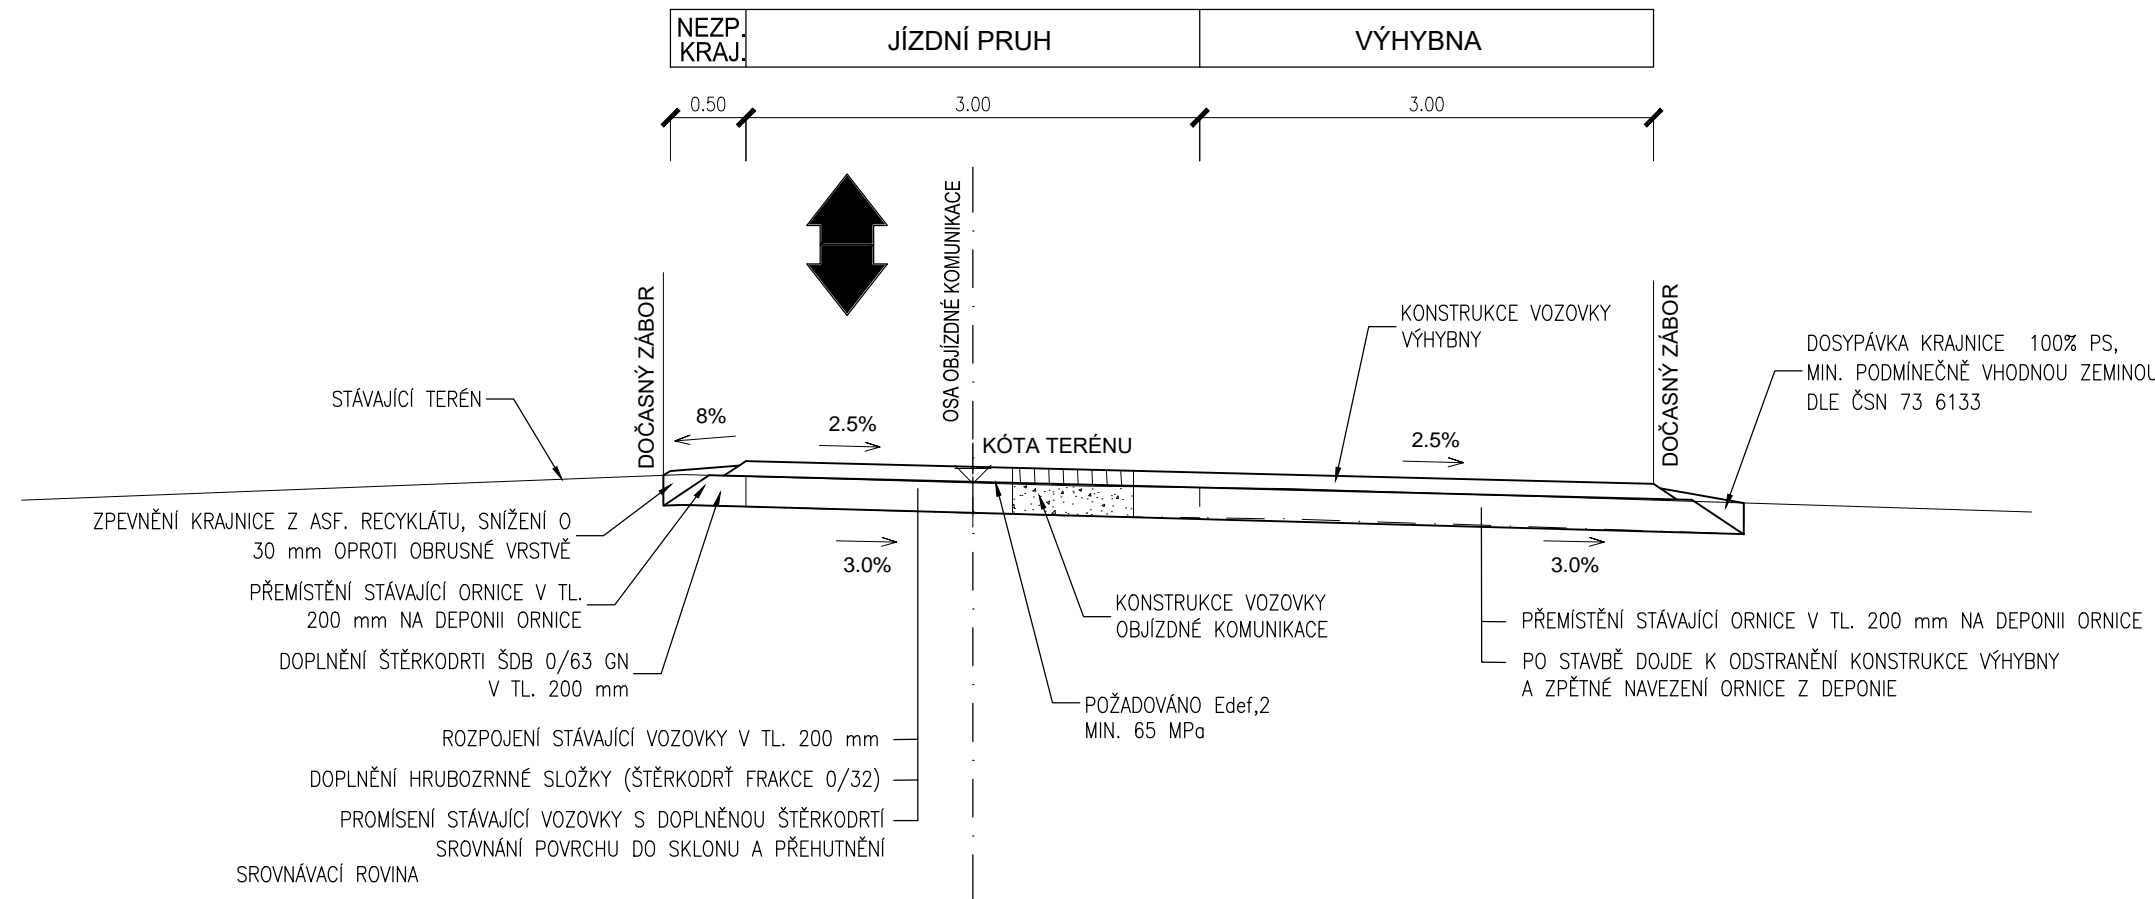 NEZP.
KRAJ.
JÍZDNÍ PRUH
VÝHYBNA
0.50
3.00
3.00
OSA OBJÍZDNÉ KOMUNIKACE
DOČASNÝ ZÁBOR
DOČASNÝ ZÁBOR
KONSTRUKCE VOZOVKY
VÝHYBNY
DOSYPÁVKA KRAJNICE 100% PS,
MIN. PODMÍNEČNĚ VHODNOU ZEMINOU
DLE ČSN 73 6133
STÁVAJÍCÍ TERÉN
8%
2.5%
KÓTA TERÉNU
2.5%
ZPEVNĚNÍ KRAJNICE Z ASF. RECYKLÁTU, SNÍŽENÍ O
30 mm OPROTI OBRUSNÉ VRSTVĚ
3.0%
3.0%
PŘEMÍSTĚNÍ STÁVAJÍCÍ ORNICE V TL.
200 mm NA DEPONII ORNICE
KONSTRUKCE VOZOVKY
OBJÍZDNÉ KOMUNIKACE
PŘEMÍSTĚNÍ STÁVAJÍCÍ ORNICE V TL. 200 mm NA DEPONII ORNICE
PO STAVBĚ DOJDE K ODSTRANĚNÍ KONSTRUKCE VÝHYBNY
A ZPĚTNÉ NAVEZENÍ ORNICE Z DEPONIE
DOPLNĚNÍ ŠTĚRKODRTI ŠDB 0/63 GN
V TL. 200 mm
POŽADOVÁNO Edef,2
MIN. 65 MPa
ROZPOJENÍ STÁVAJÍCÍ VOZOVKY V TL. 200 mm
DOPLNĚNÍ HRUBOZRNNÉ SLOŽKY (ŠTĚRKODRŤ FRAKCE 0/32)
PROMÍSENÍ STÁVAJÍCÍ VOZOVKY S DOPLNĚNOU ŠTĚRKODRTÍ
SROVNÁNÍ POVRCHU DO SKLONU A PŘEHUTNĚNÍ
SROVNÁVACÍ ROVINA